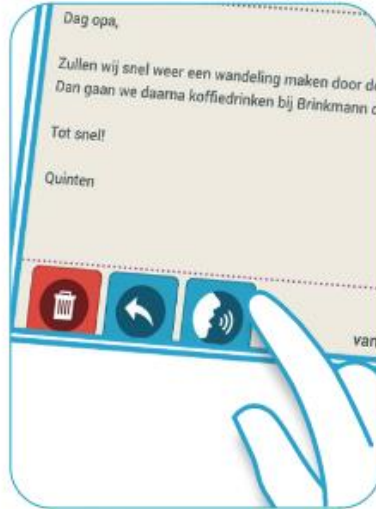 Dag opa,
Zullen wij snel weer een wandeling maken door
Dan gaan we daarna koffiedrinken bij Brinkmann
Tot snel!
Quinten
van